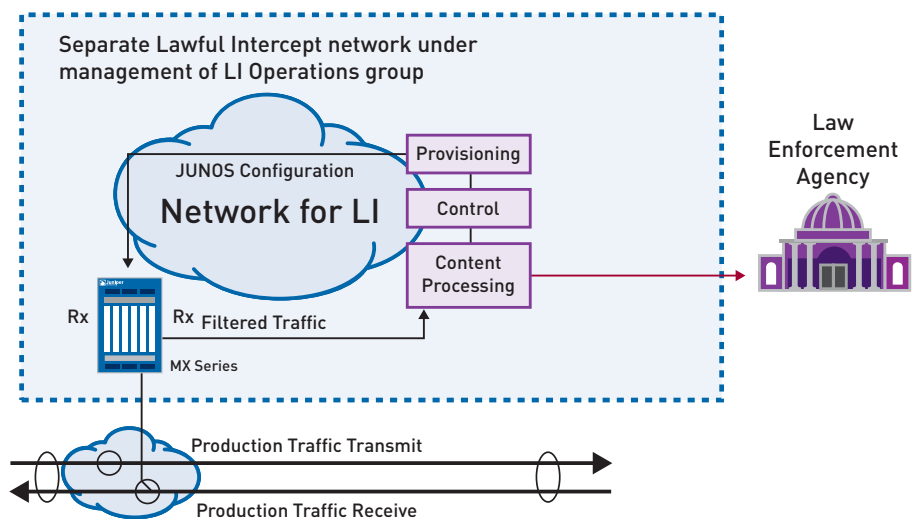 Separate Lawful Intercept network under
management of LI Operations group
Law
Enforcement
Agency
Provisioning
JUNOS Configuration
Network for LI
Control
Content
Processing
Juniper
Rx
Rx
Filtered Traffic
MX Series
Production Traffic Transmit
Production Traffic Receive